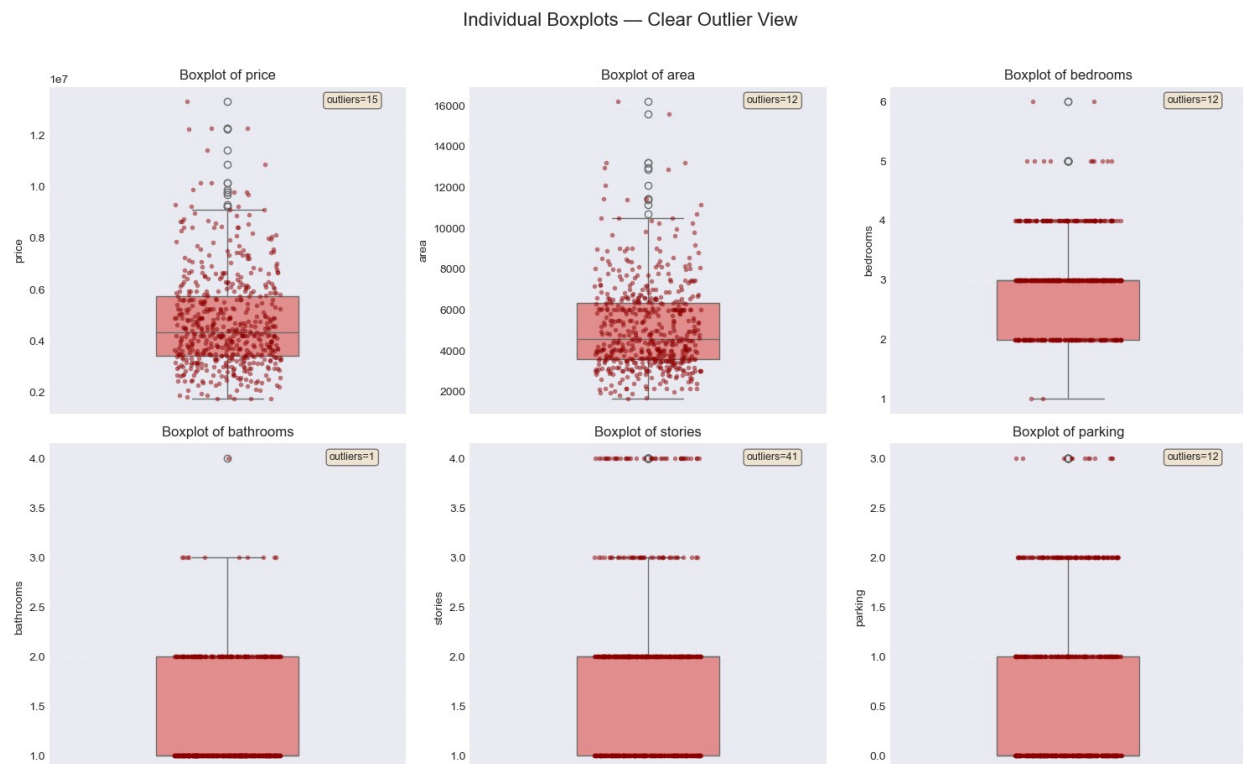 Individual Boxplots — Clear Outlier View
Boxplot of price
1e7
outliers=15
price
1.2
1.0
0.8
0.6
0.4
0.2
Boxplot of area
outliers=12
area
16000
14000
12000
10000
8000
6000
4000
2000
Boxplot of bedrooms
outliers=12
bedrooms
6
5
4
3
2
1
Boxplot of bathrooms
outliers=1
bathrooms
4.0
3.5
3.0
2.5
2.0
1.5
1.0
Boxplot of stories
outliers=41
stories
4.0
3.5
3.0
2.5
2.0
1.5
1.0
Boxplot of parking
outliers=12
parking
3.0
2.5
2.0
1.5
1.0
0.5
0.0